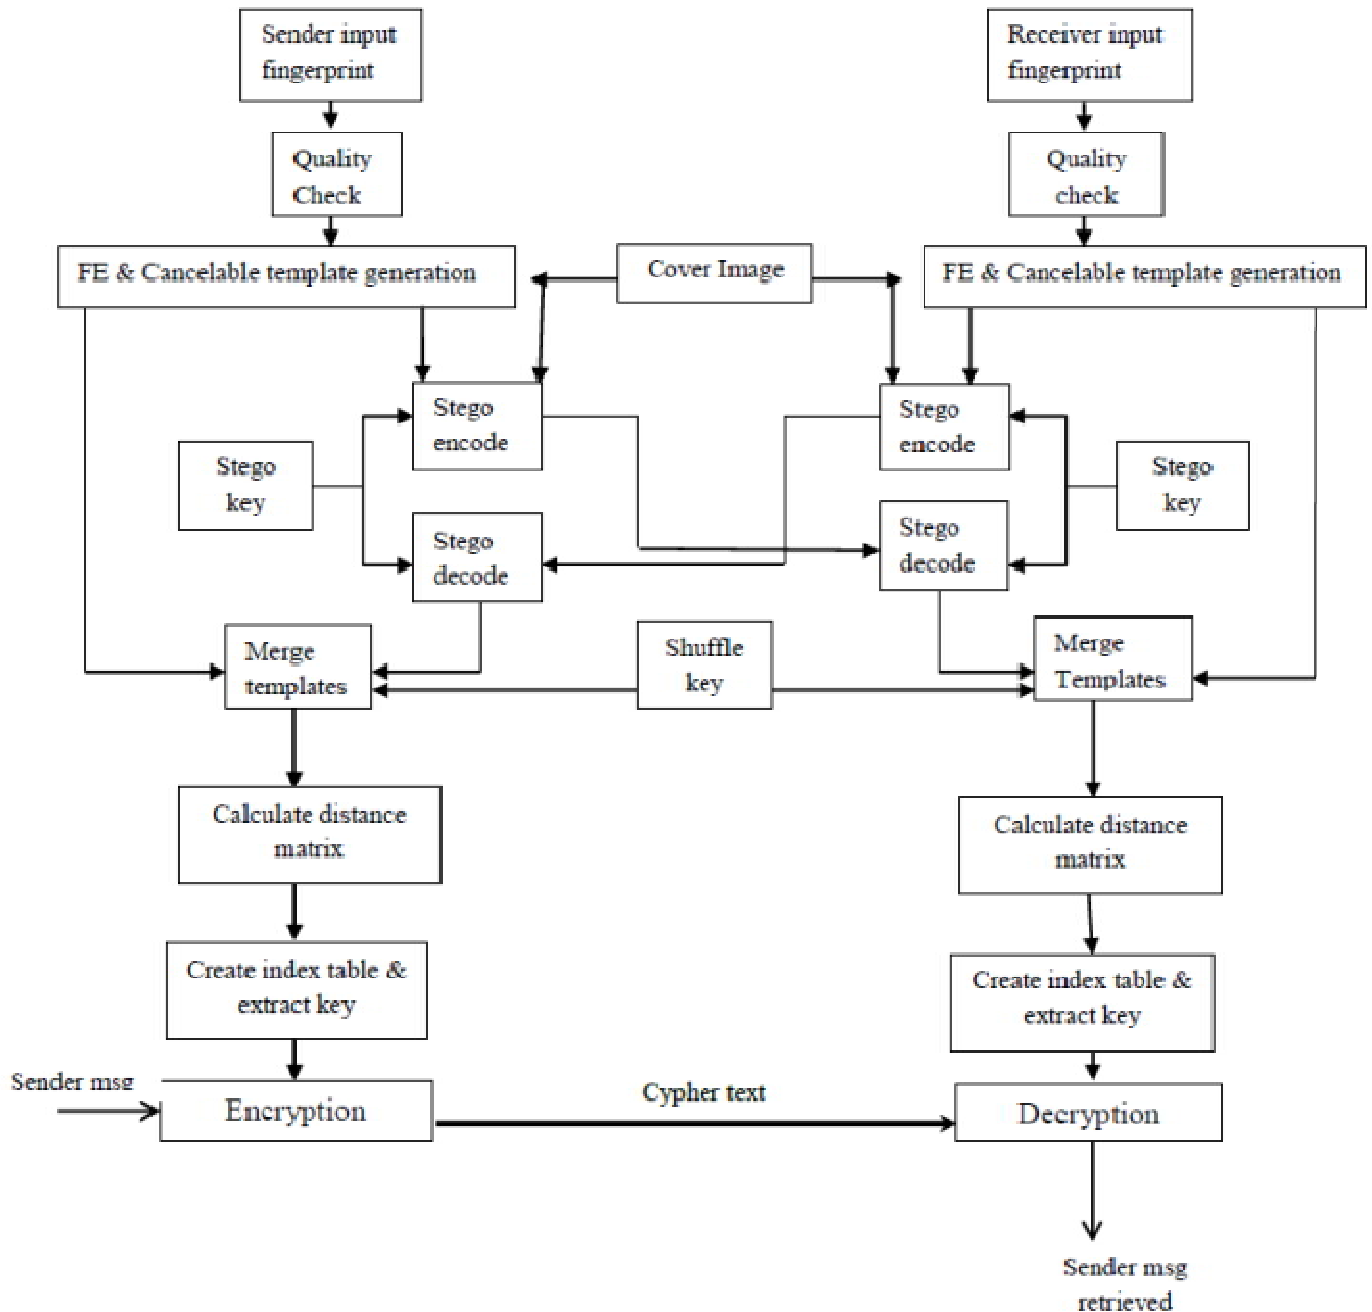 Sender input
fingerprint
Receiver input
fingerprint
Quality
Check
Quality
check
FE & Cancelable template generation
Cover Image
FE & Cancelable template generation
Stego
encode
Stego
encode
Stego
key
Stego
key
Stego
decode
Stego
decode
Merge
templates
Shuffle
key
Merge
Templates
Calculate distance
matrix
Calculate distance
matrix
Create index table &
extract key
Create index table &
extract key
Sender msg
Encryption
Cypher text
Decryption
Sender msg
retrieved